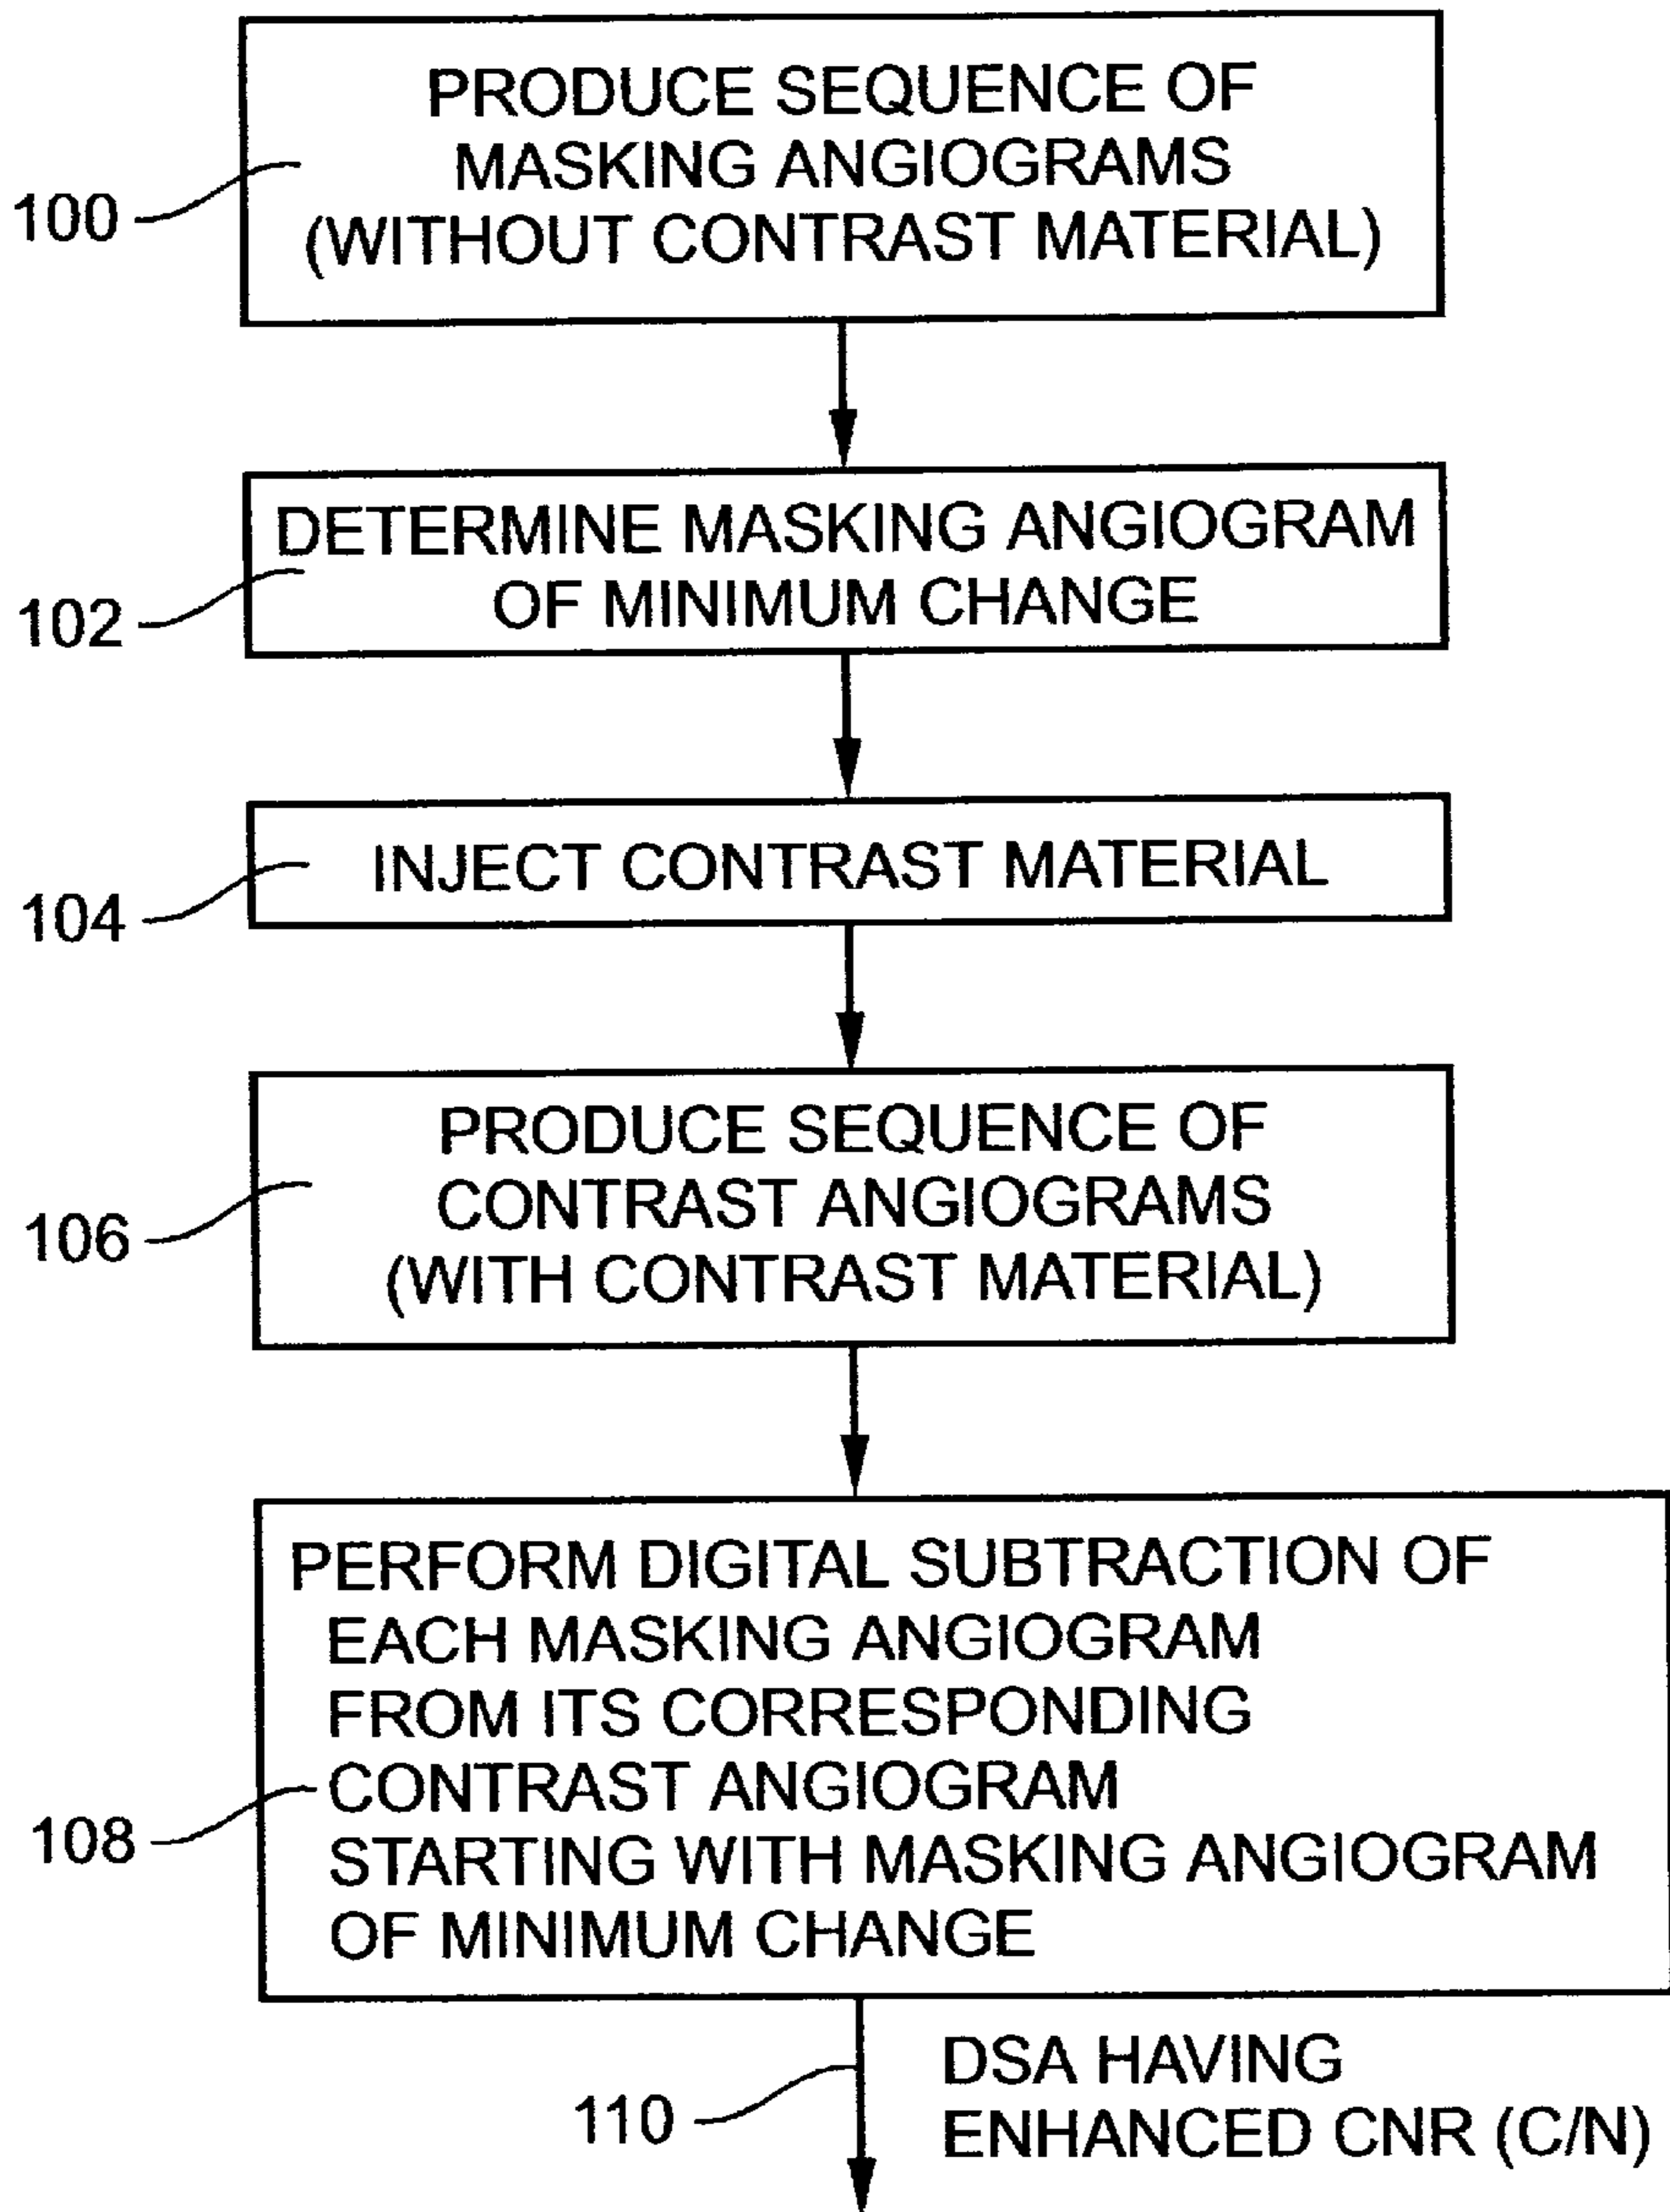 PRODUCE SEQUENCE OF
MASKING ANGIOGRAMS
(WITHOUT CONTRAST MATERIAL)
100
DETERMINE MASKING ANGIOGRAM
OF MINIMUM CHANGE
102
INJECT CONTRAST MATERIAL
104
PRODUCE SEQUENCE OF
CONTRAST ANGIOGRAMS
(WITH CONTRAST MATERIAL)
106
PERFORM DIGITAL SUBTRACTION OF
EACH MASKING ANGIOGRAM
FROM ITS CORRESPONDING
CONTRAST ANGIOGRAM
STARTING WITH MASKING ANGIOGRAM
OF MINIMUM CHANGE
108
DSA HAVING
ENHANCED CNR (C/N)
110